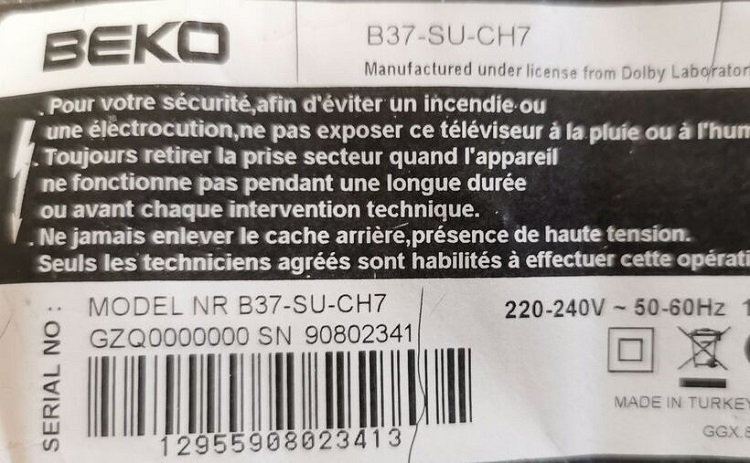 BEKO
B37-SU-CH7
Manufactured under license from Dolby
.Pour votre sécurité,afin d'éviter un incendie ou
une électrocution,ne pas exposer ce téléviseur à la pluie ou à
.Toujours retirer la prise secteur quand l'appareil
ne fonctionne pas pendant une longue durée
ou avant chaque intervention technique.
.Ne jamais enlever le cache arrière,présence de haute tension.
Seuls les techniciens agréés sont habilités à effectuer cette
SERIAL NO :
MODEL NR B37-SU-CH7
GZQ0000000 SN 90802341
12955908023413
220-240V ~ 50-60Hz
MADE IN TURKEY